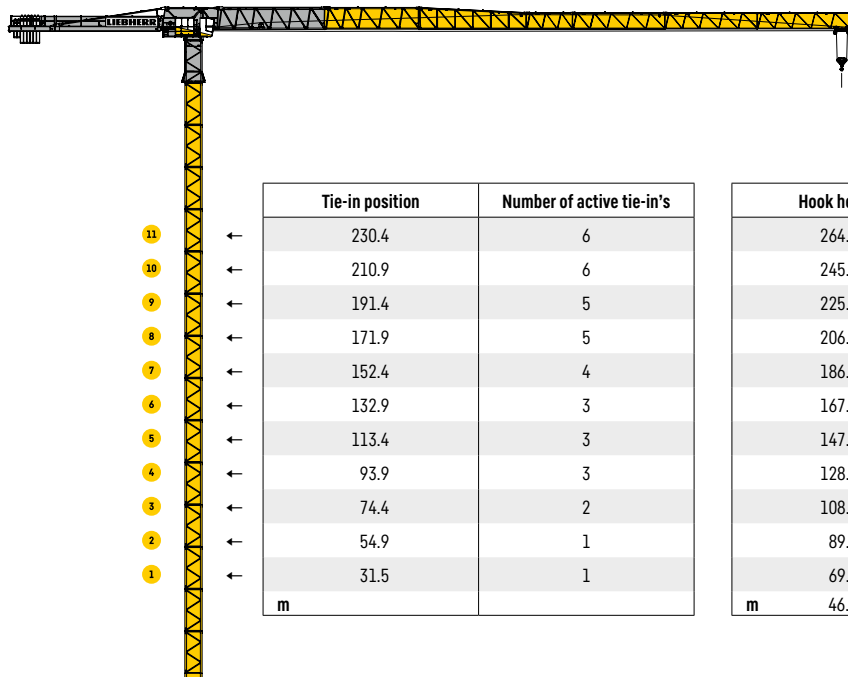 LIEBHERR
Tie-in position Number of active tie-in's Hook he
11 ← 230.4 6 264.
10 ← 210.9 6 245.
9 ← 191.4 5 225.
8 ← 171.9 5 206.
7 ← 152.4 4 186.
6 ← 132.9 3 167.
5 ← 113.4 3 147.
4 ← 93.9 3 128.
3 ← 74.4 2 108.
2 ← 54.9 1 89.
1 ← 31.5 1 69.
m m 46.